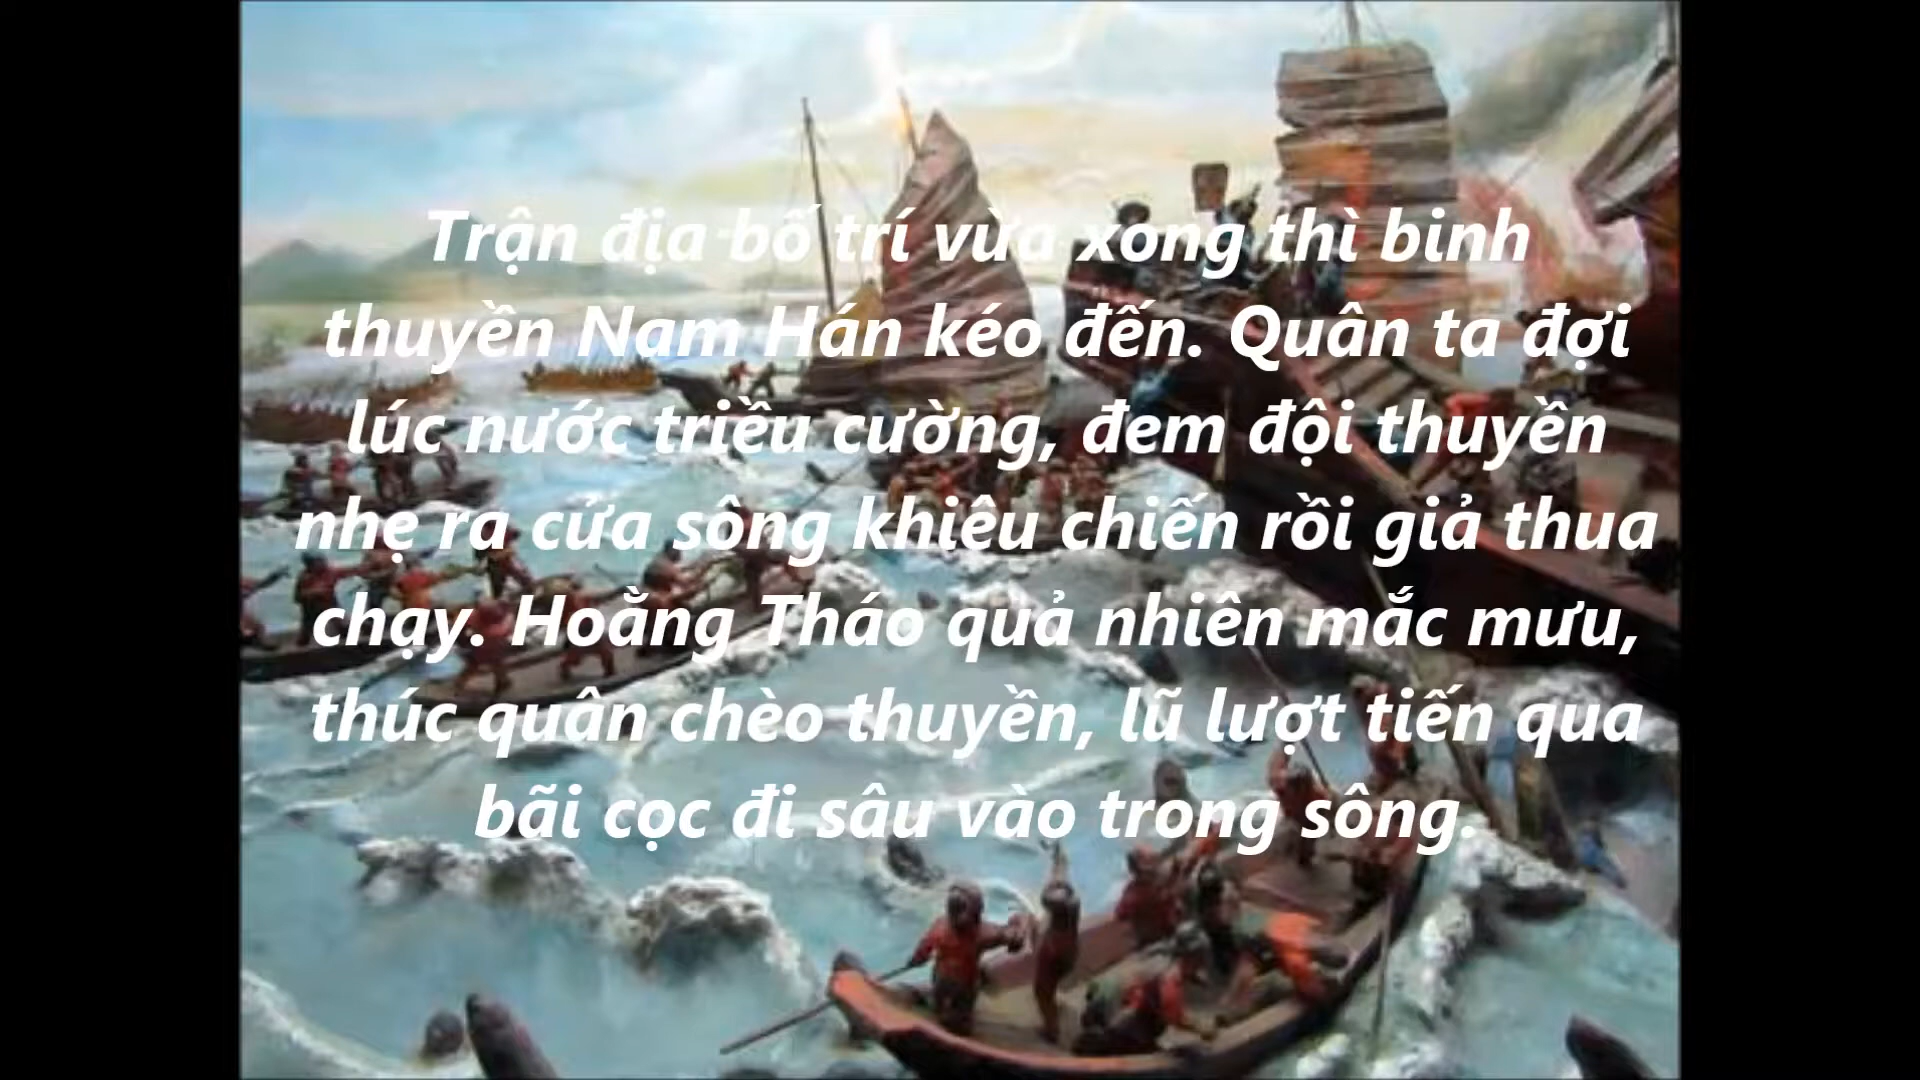 Trận địa bố trí vừa xong thì binh
thuyền Nam Hán kéo đến. Quân ta đợi
lúc nước triều cường, đem đội thuyền
nhẹ ra cửa sông khiêu chiến rồi giả thua
chạy. Hoằng Tháo quả nhiên mắc mưu,
thúc quân chèo thuyền, lũ lượt tiến qua
bãi cọc đi sâu vào trong sông.